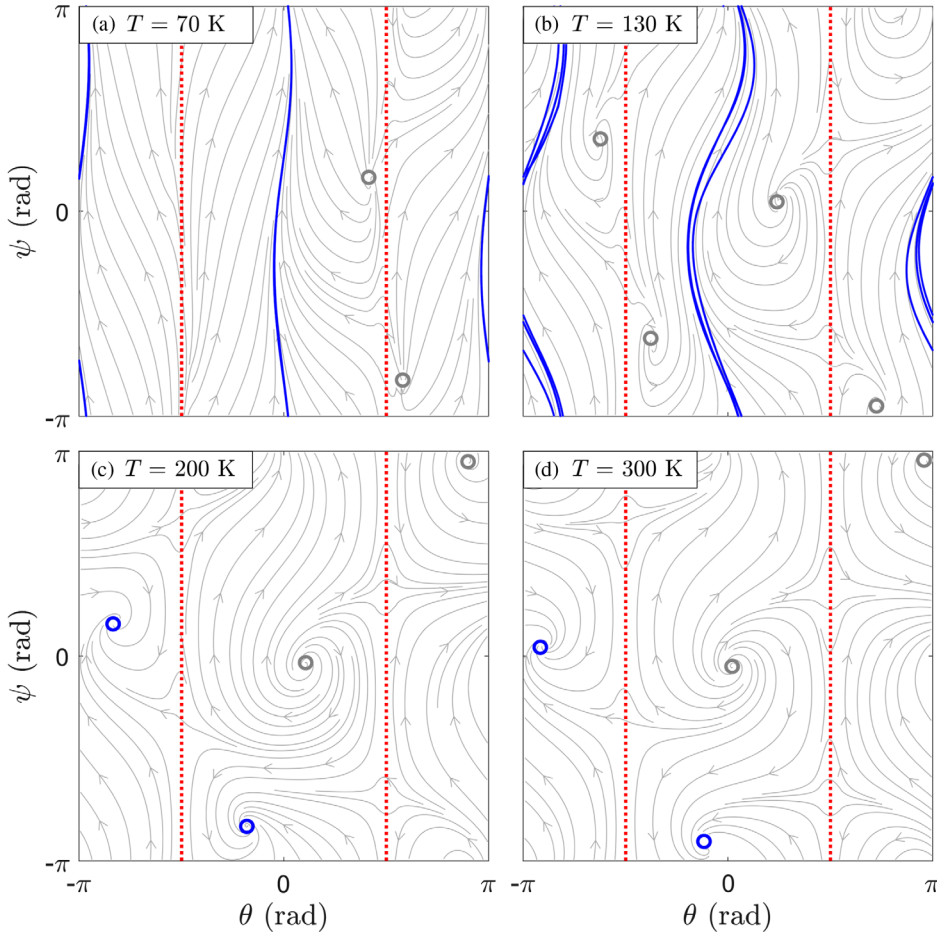 (a) T = 70 K
(b) T = 130 K
π
0
-π
ψ (rad)
(c) T = 200 K
(d) T = 300 K
π
0
-π
ψ (rad)
-π 0 π
-π 0 π
θ (rad)
θ (rad)